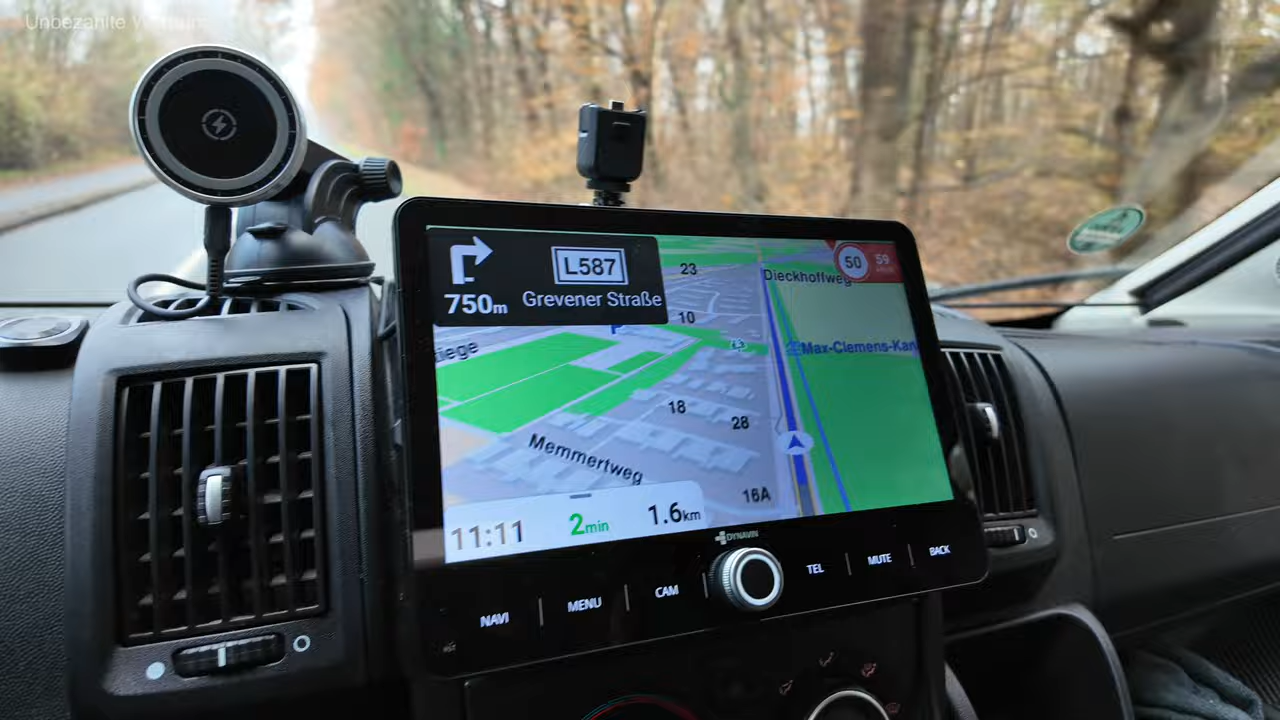 Unbezahlte Werbung
L587
750m
Grevener Straße
50
59
23
Dieckhoffweg
10
Max-Clemens-Kan
iege
18
28
Memmertweg
16A
11:11
2min
1.6km
DYNAVIN
NAVI
MENU
CAM
TEL
MUTE
BACK